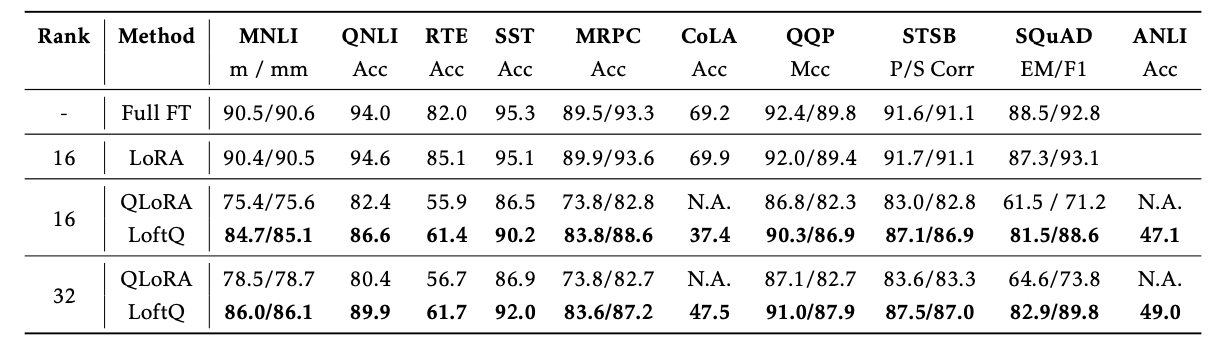 Rank Method MNLI QNLI RTE SST MRPC CoLA QQP STSB SQuAD ANLI
m / mm Acc Acc Acc Acc Acc Mcc P/S Corr EM/F1 Acc
- Full FT 90.5/90.6 94.0 82.0 95.3 89.5/93.3 69.2 92.4/89.8 91.6/91.1 88.5/92.8
16 LoRA 90.4/90.5 94.6 85.1 95.1 89.9/93.6 69.9 92.0/89.4 91.7/91.1 87.3/93.1
16 QLoRA 75.4/75.6 82.4 55.9 86.5 73.8/82.8 N.A. 86.8/82.3 83.0/82.8 61.5 / 71.2 N.A.
LoftQ 84.7/85.1 86.6 61.4 90.2 83.8/88.6 37.4 90.3/86.9 87.1/86.9 81.5/88.6 47.1
32 QLoRA 78.5/78.7 80.4 56.7 86.9 73.8/82.7 N.A. 87.1/82.7 83.6/83.3 64.6/73.8 N.A.
LoftQ 86.0/86.1 89.9 61.7 92.0 83.6/87.2 47.5 91.0/87.9 87.5/87.0 82.9/89.8 49.0